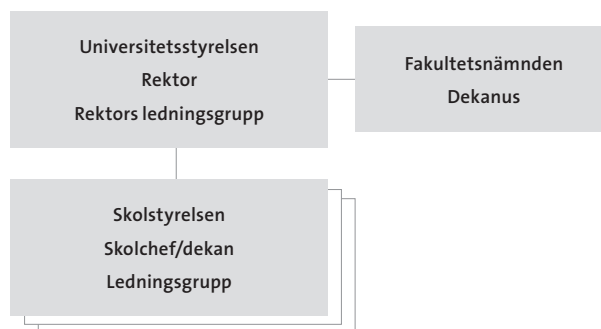 Universitetsstyrelsen
Rektor
Rektors ledningsgrupp
Fakultetsnämnden
Dekanus
Skolstyrelsen
Skolchef/dekan
Ledningsgrupp